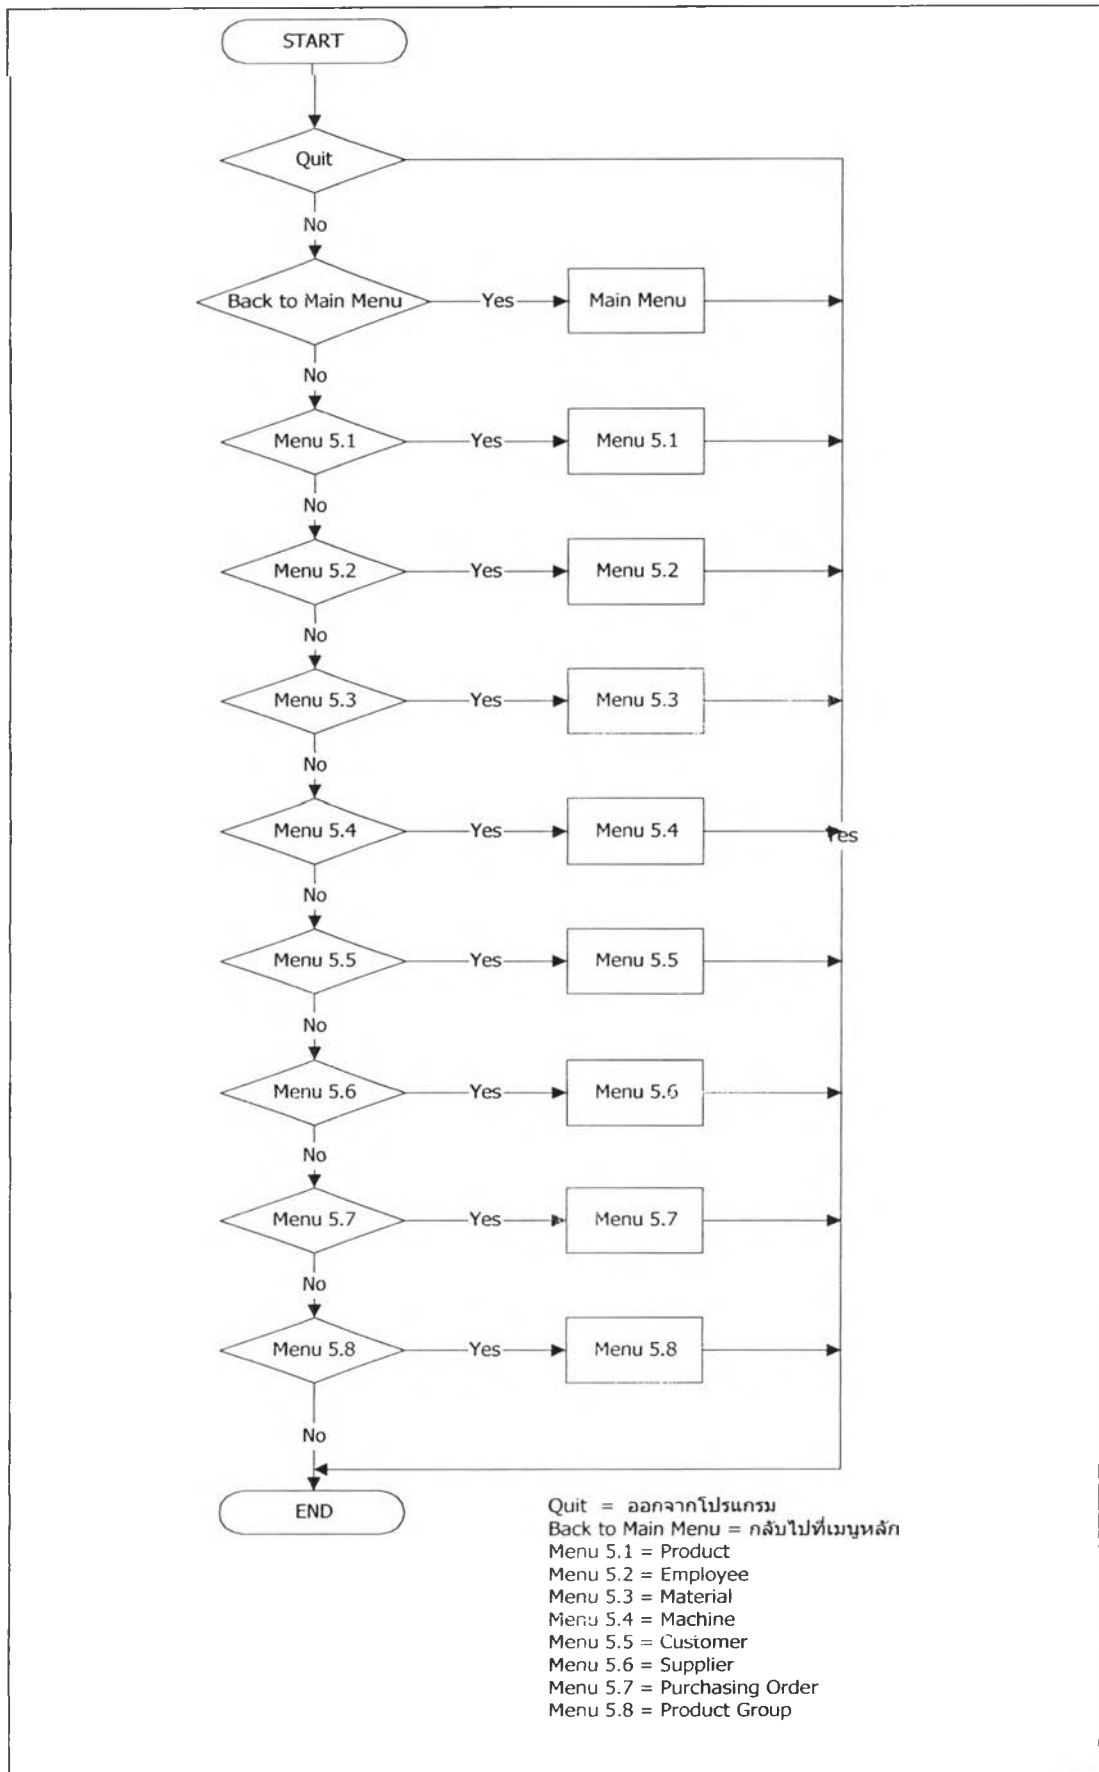 START
Quit
No
Back to Main Menu
Yes
Main Menu
No
Menu 5.1
Yes
Menu 5.1
No
Menu 5.2
Yes
Menu 5.2
No
Menu 5.3
Yes
Menu 5.3
No
Menu 5.4
Yes
Menu 5.4
Yes
No
Menu 5.5
Yes
Menu 5.5
No
Menu 5.6
Yes
Menu 5.6
No
Menu 5.7
Yes
Menu 5.7
No
Menu 5.8
Yes
Menu 5.8
No
END
Quit = ออกจากโปรแกรม
Back to Main Menu = กลับไปที่เมนูหลัก
Menu 5.1 = Product
Menu 5.2 = Employee
Menu 5.3 = Material
Menu 5.4 = Machine
Menu 5.5 = Customer
Menu 5.6 = Supplier
Menu 5.7 = Purchasing Order
Menu 5.8 = Product Group